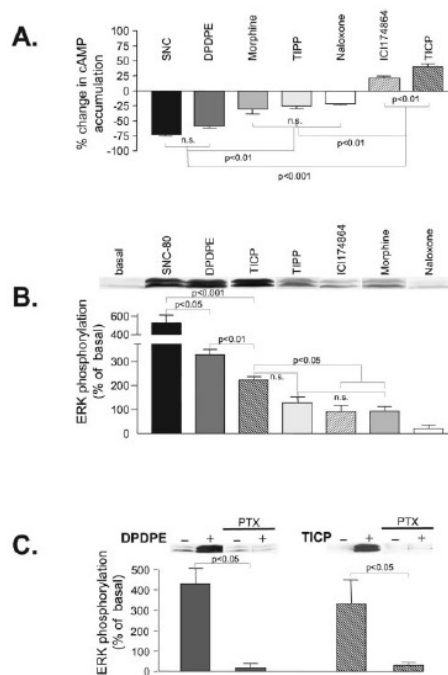 A.
SNC
DPDPE
Morphine
TIPP
Naloxone
ICI174864
TICP
% change in cAMP
accumulation
100
75
50
25
0
-25
-50
-75
-100
n.s.
n.s.
p<0.01
p<0.01
p<0.01
p<0.001
B.
basal
SNC-80
DPDPE
TICP
TIPP
ICI174864
Morphine
Naloxone
ERK phosphorylation
(% of basal)
600
400
300
200
100
0
p<0.001
p<0.05
p<0.01
p<0.05
n.s.
n.s.
C.
PTX
PTX
DPDPE
– + – +
TICP
– + – +
ERK phosphorylation
(% of basal)
500
400
300
200
100
0
p<0.05
p<0.05